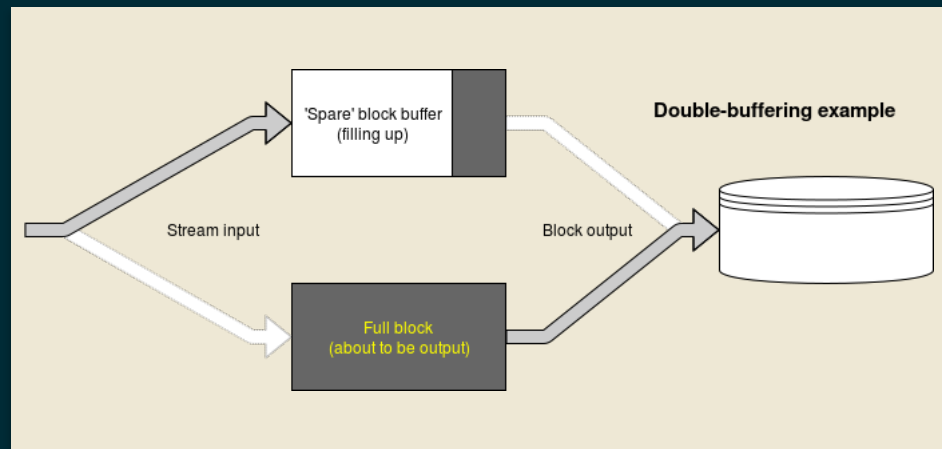 'Spare' block buffer
(filling up)
Double-buffering example
Stream input
Block output
Full block
(about to be output)